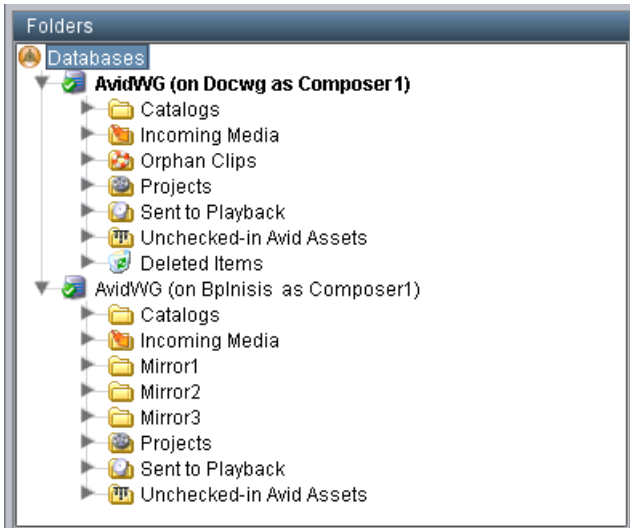 Folders
Databases
AvidWG (on Docwg as Composer1)
Catalogs
Incoming Media
Orphan Clips
Projects
Sent to Playback
Unchecked-in Avid Assets
Deleted Items
AvidWG (on Bplnisis as Composer1)
Catalogs
Incoming Media
Mirror1
Mirror2
Mirror3
Projects
Sent to Playback
Unchecked-in Avid Assets